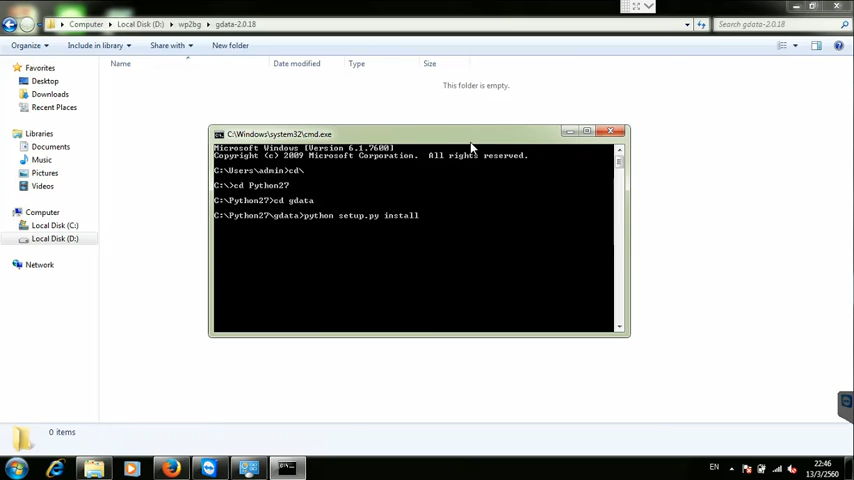 Computer ▸ Local Disk (D:) ▸ wp2bg ▸ gdata-2.0.18
Search gdata-2.0.18
Organize
Include in library
Share with
New folder
Favorites
Desktop
Downloads
Recent Places
Libraries
Documents
Music
Videos
Computer
Local Disk (C:)
Local Disk (D:)
Network
Name
Date modified
Type
Size
This folder is empty.
C:\Windows\system32\cmd.exe
Microsoft Windows [Version 6.1.7600]
Copyright (c) 2009 Microsoft Corporation.  All rights reserved.
C:\Users\admin>cd\
C:\>cd Python27
C:\Python27>cd gdata
C:\Python27\gdata>python setup.py install
0 items
EN
22:46
13/3/2560